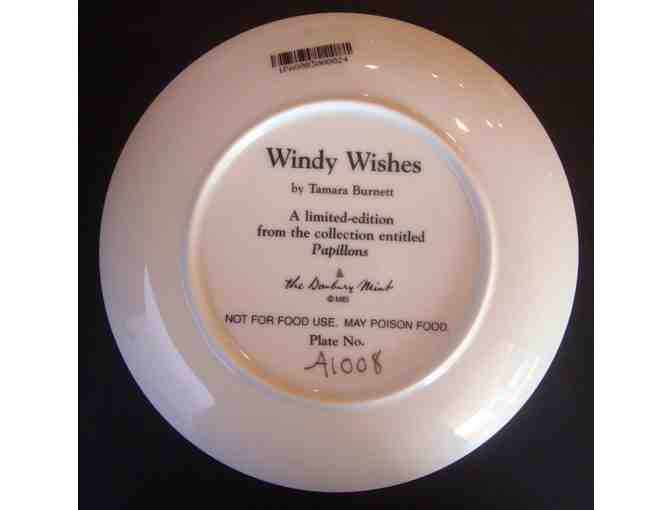 Windy Wishes
by Tamara Burnett
A limited-edition
from the collection entitled
Papillons
the Danbury Mint
© MBI
NOT FOR FOOD USE. MAY POISON FOOD.
Plate No.
A1008